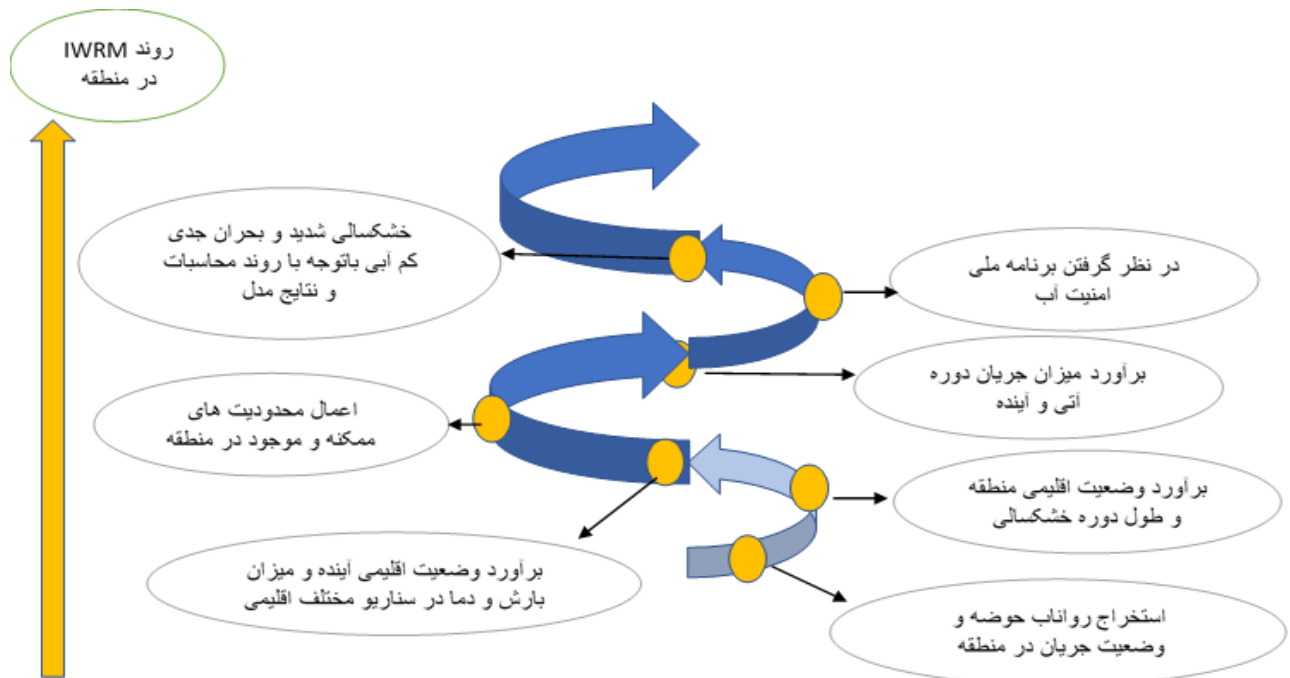 روند IWRM
در منطقه
خشکسالی شدید و بحران جدی
کم آبی باتوجه با روند محاسبات
و نتایج مدل
در نظر گرفتن برنامه ملی
امنیت آب
برآورد میزان جریان دوره
آتی و آینده
اعمال محدودیت های
ممکنه و موجود در منطقه
برآورد وضعیت اقلیمی منطقه
و طول دوره خشکسالی
برآورد وضعیت اقلیمی آینده و میزان
بارش و دما در سناریو مختلف اقلیمی
استخراج رواناب حوضه و
وضعیت جریان در منطقه